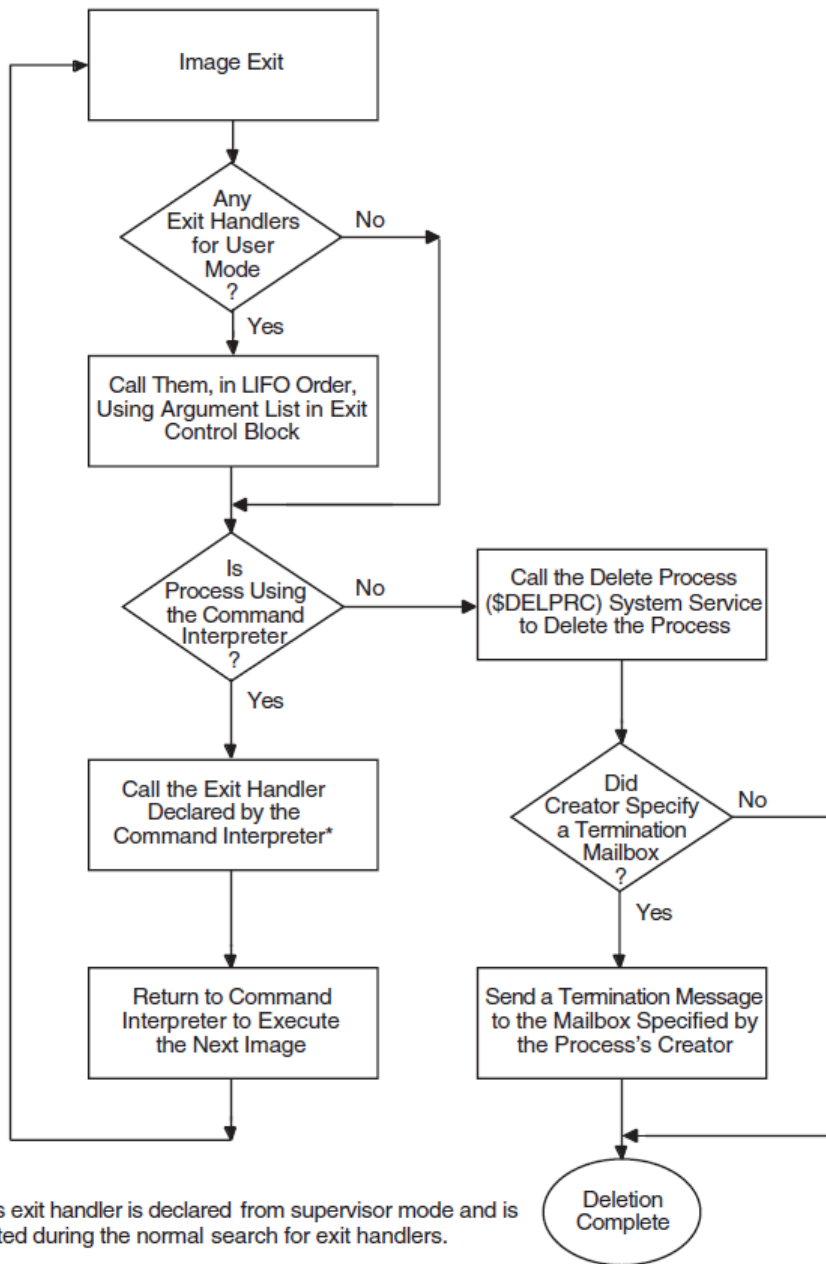 Image Exit
Any
Exit Handlers
for User
Mode
?
No
Yes
Call Them, in LIFO Order,
Using Argument List in Exit
Control Block
Is
Process Using
the Command
Interpreter
?
No
Yes
Call the Delete Process
($DELPRC) System Service
to Delete the Process
Call the Exit Handler
Declared by the
Command Interpreter*
Did
Creator Specify
a Termination
Mailbox
?
No
Yes
Return to Command
Interpreter to Execute
the Next Image
Send a Termination Message
to the Mailbox Specified by
the Process's Creator
Deletion
Complete
exit handler is declared from supervisor mode and is
during the normal search for exit handlers.